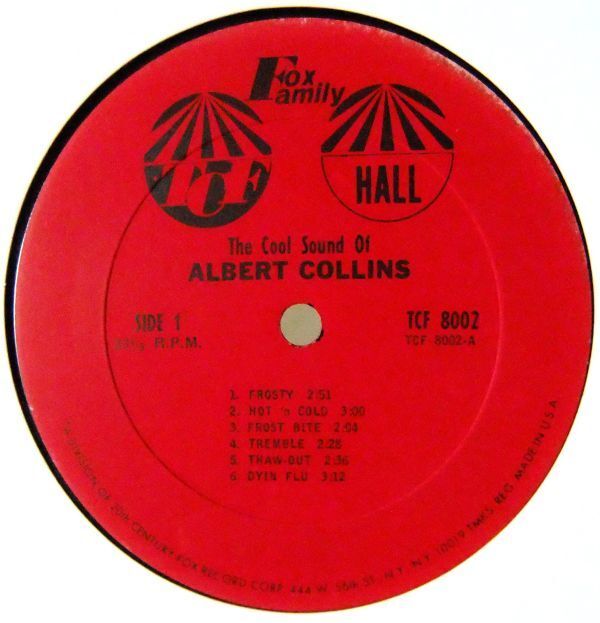 Fox
Family
TCF
HALL
The Cool Sound Of
ALBERT COLLINS
SIDE 1
33⅓ R.P.M.
TCF 8002
TCF 8002-A
1. FROSTY 2:51
2. HOT 'n COLD 3:00
3. FROST BITE 2:04
4. TREMBLE 2:28
5. THAW-OUT 2:36
6. DYIN FLU 3:12
A DIVISION OF 20th CENTURY-FOX RECORD CORP. 444 W. 56th ST., N.Y., N.Y. 10019 TMKS. REG. MADE IN U.S.A.